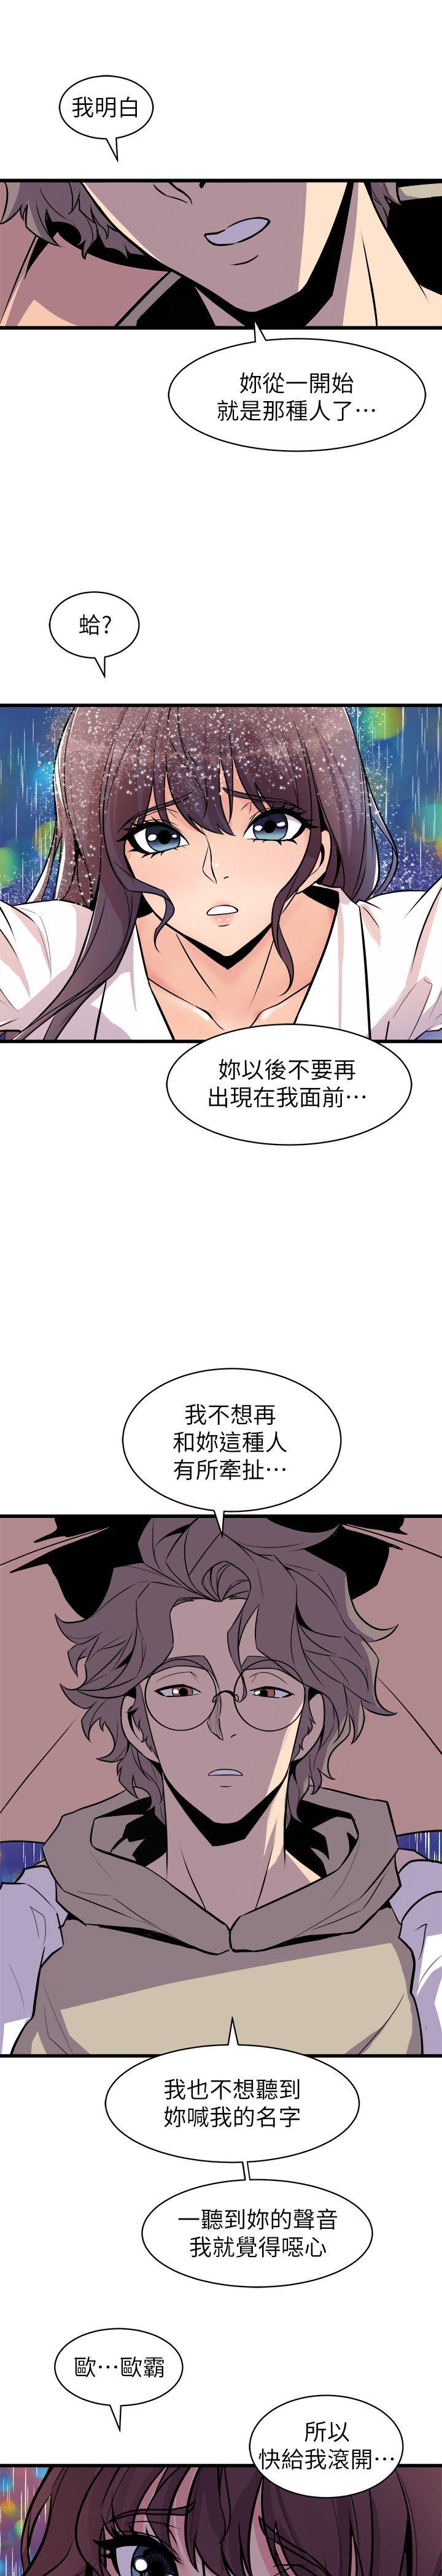 我明白
妳從一開始
就是那種人了…
蛤?
妳以後不要再
出現在我面前…
我不想再
和妳這種人
有所牽扯…
我也不想聽到
妳喊我的名字
一聽到妳的聲音
我就覺得噁心
歐…歐霸
所以
快給我滾開…